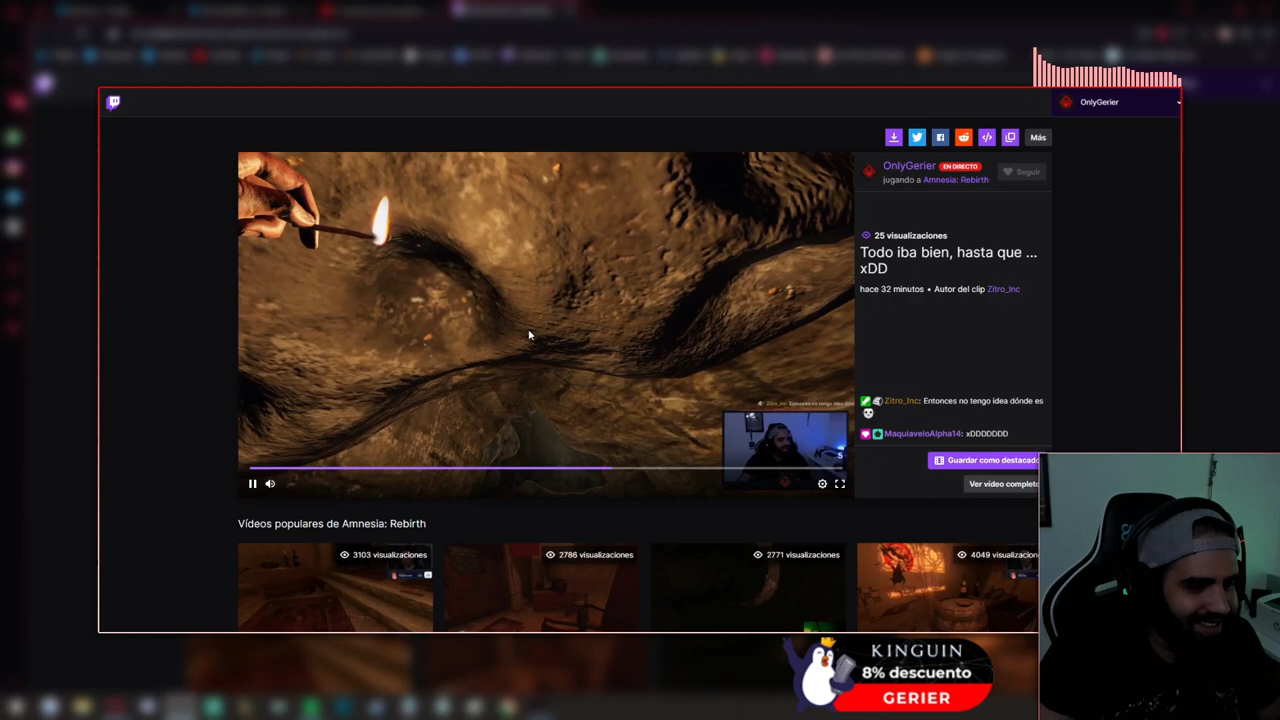 OnlyGerier
Más
OnlyGerier EN DIRECTO
jugando a Amnesia: Rebirth
Seguir
25 visualizaciones
Todo iba bien, hasta que ...
xDD
hace 32 minutos • Autor del clip Zitro_Inc
Zitro_Inc: Entonces no tengo idea dónde es
MaquiaveloAlpha14: xDDDDDDD
Guardar como destacado
Ver vídeo completo
Vídeos populares de Amnesia: Rebirth
3103 visualizaciones
2786 visualizaciones
2771 visualizaciones
4049 visualizaciones
KINGUIN
8% descuento
GERIER